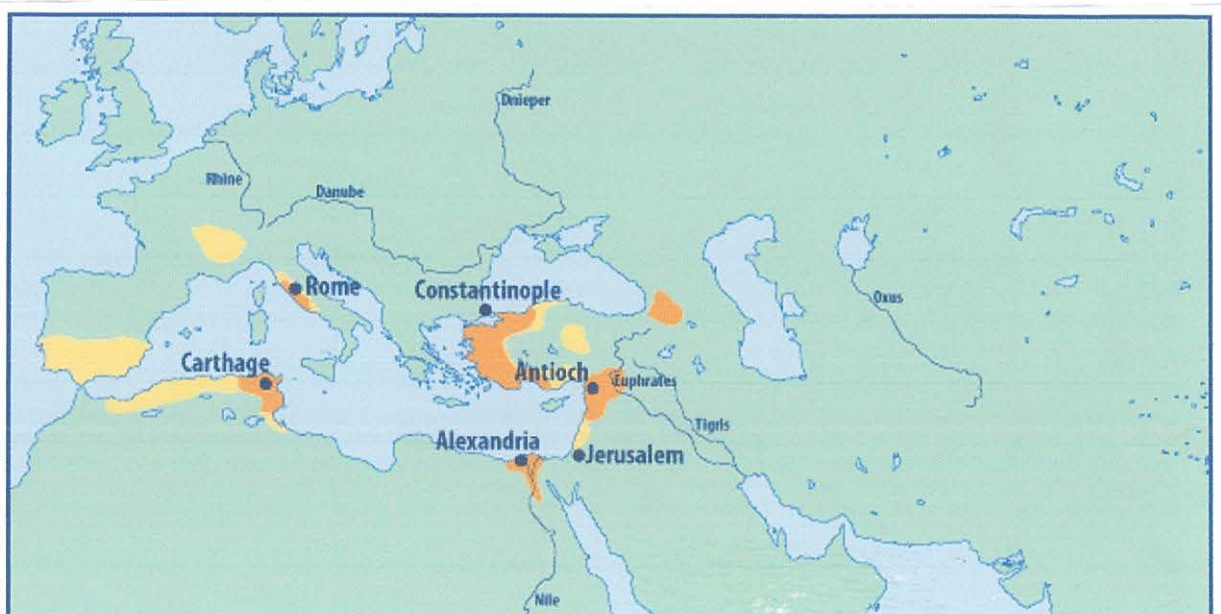 Dnieper
Rhine
Danube
Rome
Constantinople
Oxus
Carthage
Antioch
Euphrates
Tigris
Alexandria
Jerusalem
Nile